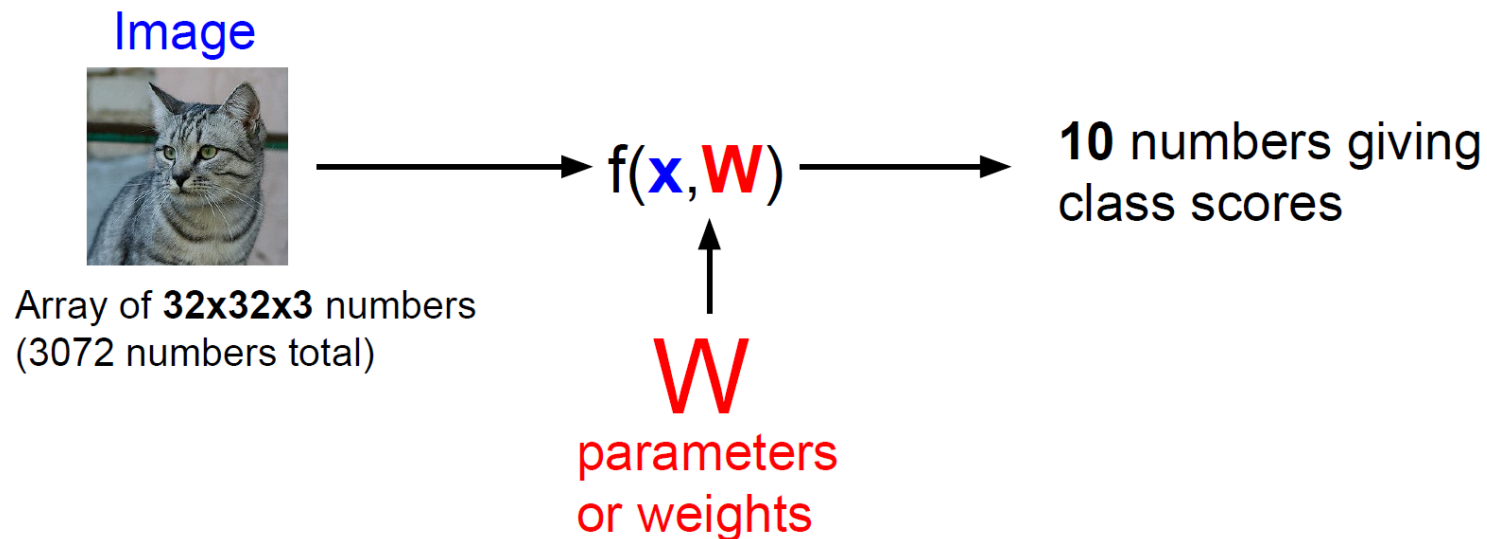 Image
Array of 32x32x3 numbers
(3072 numbers total)
f(x,W)
W
parameters
or weights
10 numbers giving
class scores